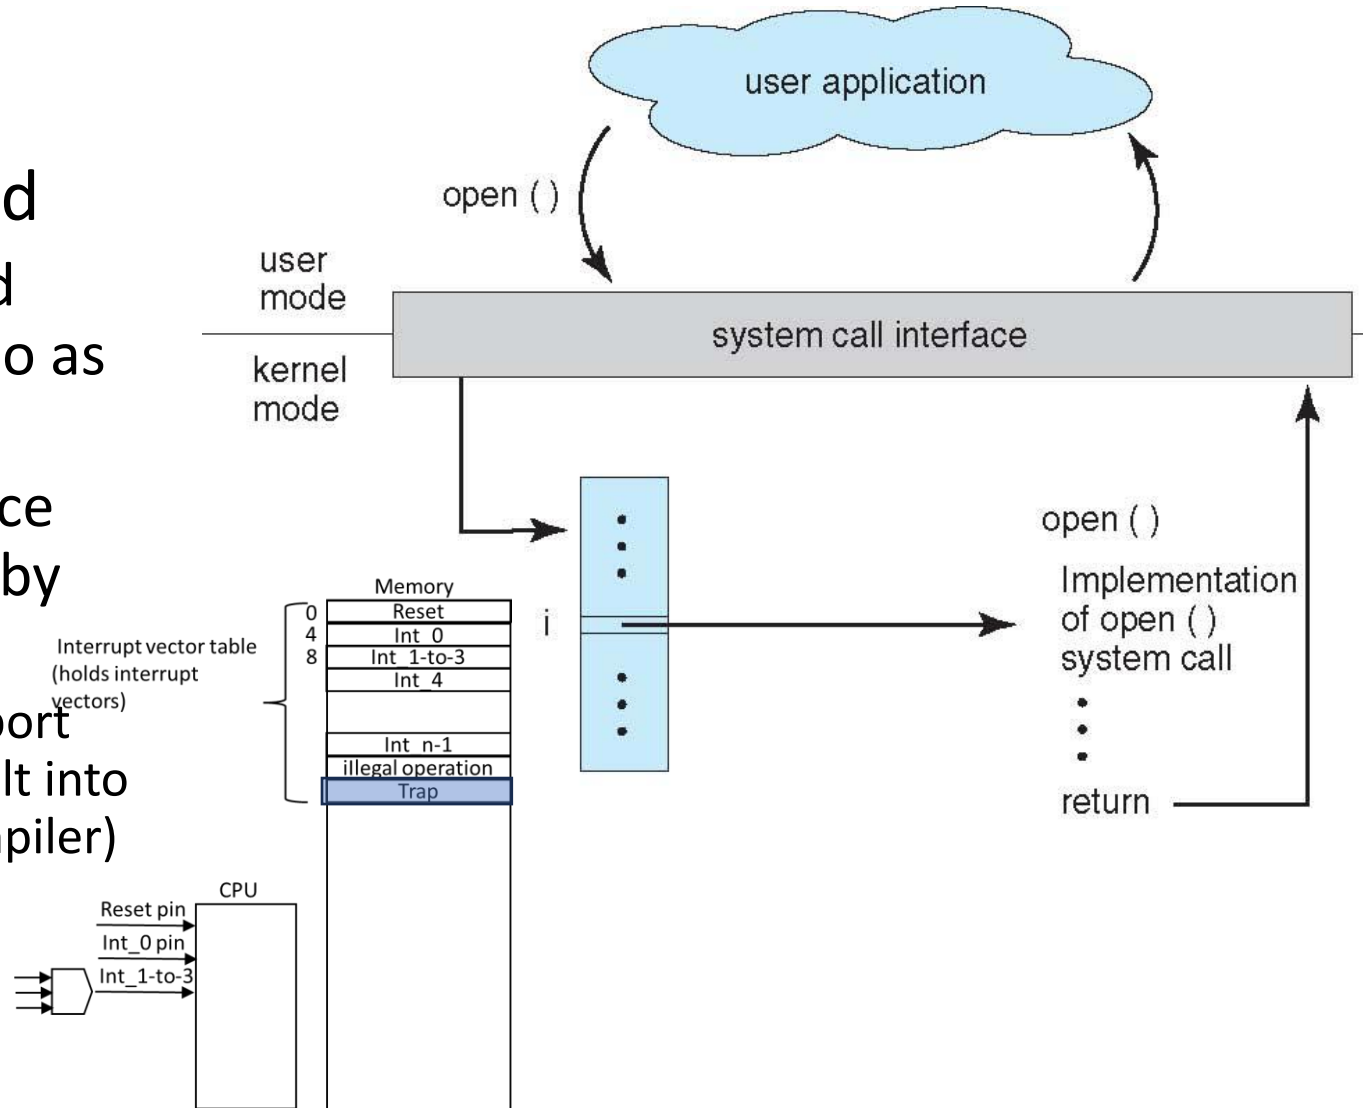 user application
open ( )
d
user
mode
d
system call interface
o as
kernel
mode
ce
open ( )
by
Memory
Implementation
of open ( )
system call
0
Reset
i
4
Int_0
Interrupt vector table
(holds interrupt
vectors)
8
Int_1-to-3
Int_4
port
Int_n-1
lt into
illegal operation
Trap
return
piler)
CPU
Reset pin
Int_0 pin
Int_1-to-3